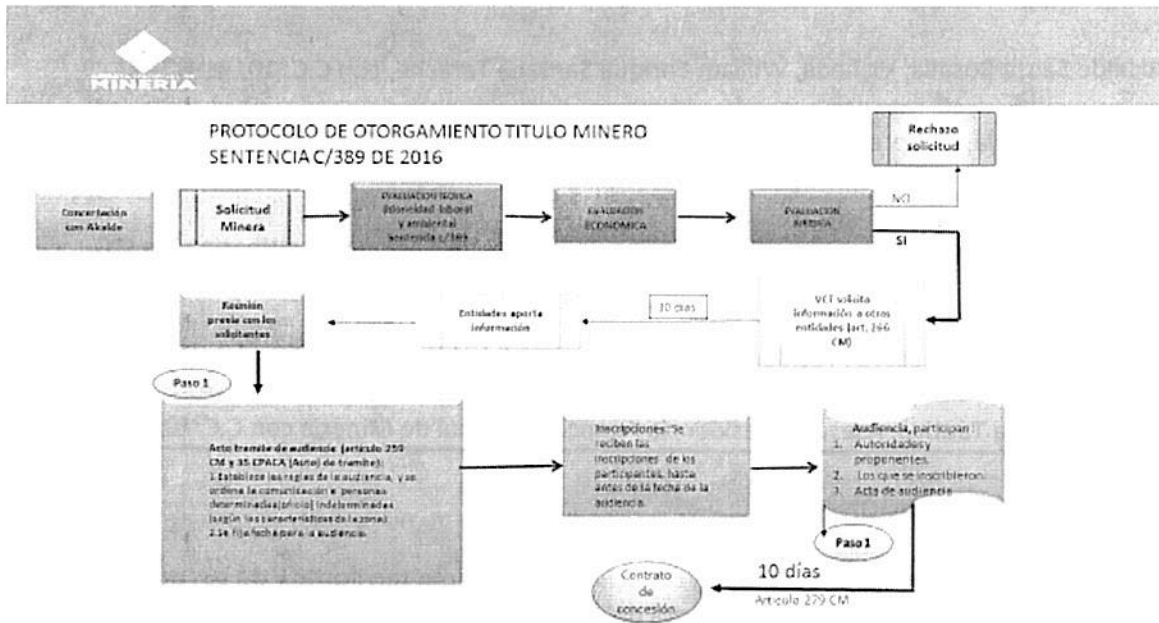 AGENCIA NACIONAL DE
MINERÍA
PROTOCOLO DE OTORGAMIENTO TITULO MINERO
SENTENCIA C/389 DE 2016
Rechazo
solicitud
Concertación
con Alcalde
Solicitud
Minera
EVALUACION TECNICA
(Idoneidad laboral
y ambiental)
Sentencia c/389
EVALUACION
ECONOMICA
EVALUACION
JURIDICA
NO
SI
Reunión
previa con los
solicitantes
Entidades aporta
información
10 días
VCT solicita
información a otros
entidades (art. 266
CM)
Paso 1
Acto tramite de audiencia (artículo 259
CM y 35 CPACA (Auto) de tramite):
1.Establece las reglas de la audiencia, y se
ordena la comunicación a personas
determinadas(oficio) indeterminadas
(según las características de la zona)
2.Se fija fecha para la audiencia.
Inscripciones: Se
reciben las
inscripciones de los
participantes, hasta
antes de la fecha de la
audiencia.
Audiencia, participan:
1. Autoridades y
proponentes.
2. Los que se inscribieron.
3. Acta de audiencia
Paso 1
Contrato
de
concesión
10 días
Artículo 279 CM